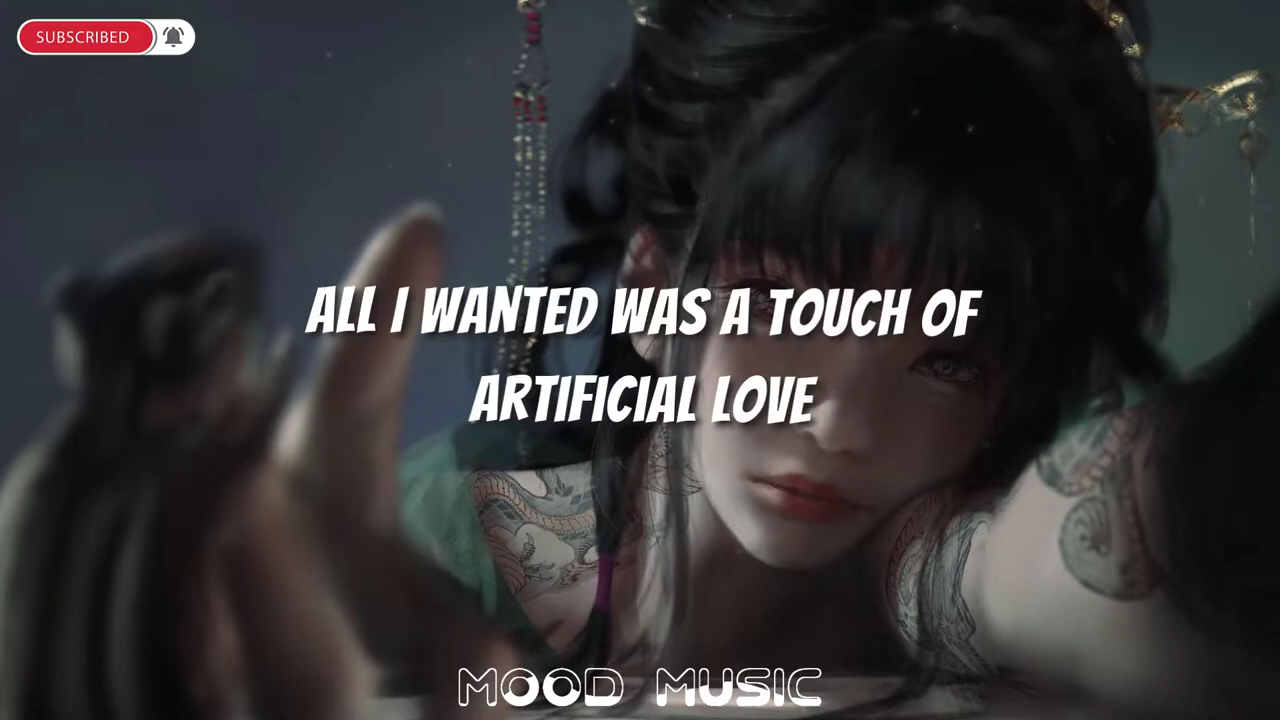 SUBSCRIBED
ALL I WANTED WAS A TOUCH OF
ARTIFICIAL LOVE
MOOD MUSIC